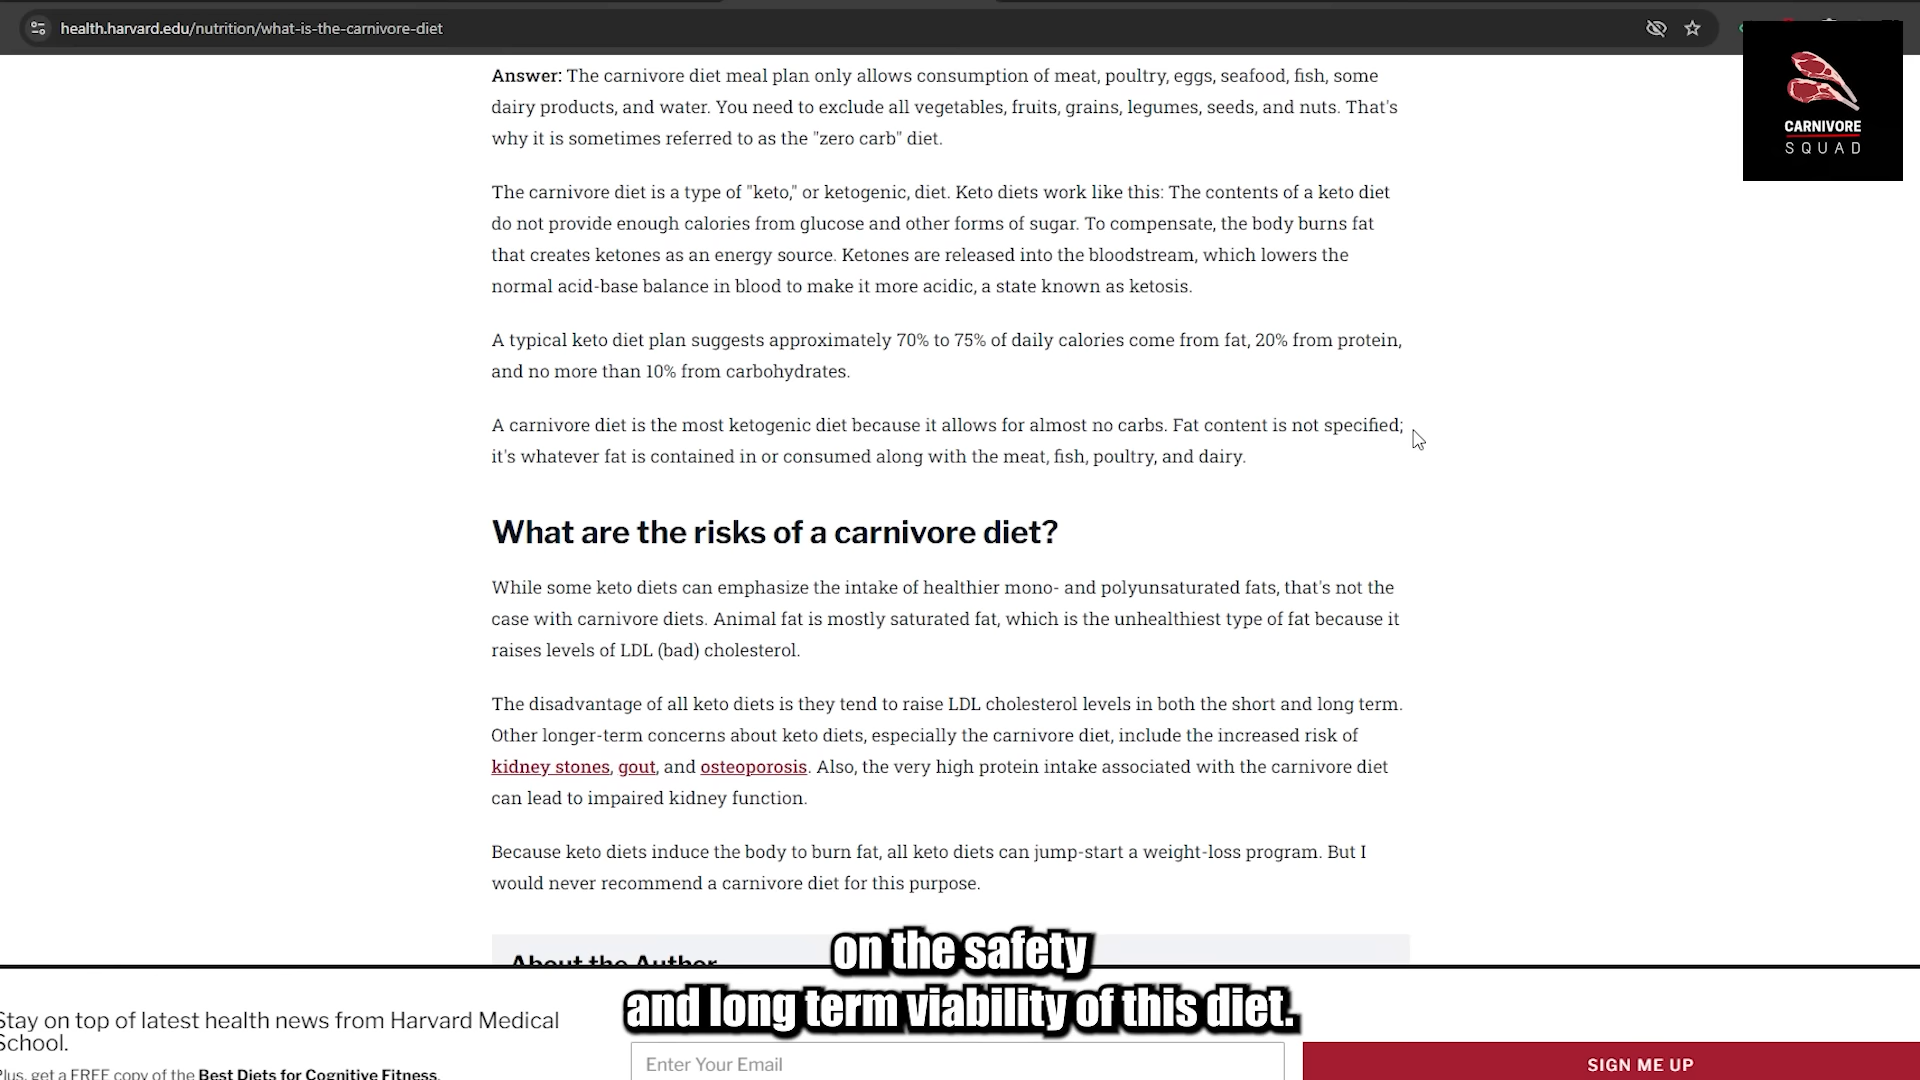 health.harvard.edu/nutrition/what-is-the-carnivore-diet
CARNIVORE
SQUAD
Answer: The carnivore diet meal plan only allows consumption of meat, poultry, eggs, seafood, fish, some
dairy products, and water. You need to exclude all vegetables, fruits, grains, legumes, seeds, and nuts. That's
why it is sometimes referred to as the "zero carb" diet.
The carnivore diet is a type of "keto," or ketogenic, diet. Keto diets work like this: The contents of a keto diet
do not provide enough calories from glucose and other forms of sugar. To compensate, the body burns fat
that creates ketones as an energy source. Ketones are released into the bloodstream, which lowers the
normal acid-base balance in blood to make it more acidic, a state known as ketosis.
A typical keto diet plan suggests approximately 70% to 75% of daily calories come from fat, 20% from protein,
and no more than 10% from carbohydrates.
A carnivore diet is the most ketogenic diet because it allows for almost no carbs. Fat content is not specified;
it's whatever fat is contained in or consumed along with the meat, fish, poultry, and dairy.
What are the risks of a carnivore diet?
While some keto diets can emphasize the intake of healthier mono- and polyunsaturated fats, that's not the
case with carnivore diets. Animal fat is mostly saturated fat, which is the unhealthiest type of fat because it
raises levels of LDL (bad) cholesterol.
The disadvantage of all keto diets is they tend to raise LDL cholesterol levels in both the short and long term.
Other longer-term concerns about keto diets, especially the carnivore diet, include the increased risk of
kidney stones, gout, and osteoporosis. Also, the very high protein intake associated with the carnivore diet
can lead to impaired kidney function.
Because keto diets induce the body to burn fat, all keto diets can jump-start a weight-loss program. But I
would never recommend a carnivore diet for this purpose.
About the Author
on the safety
and long term viability of this diet.
Stay on top of latest health news from Harvard Medical
School.
Plus, get a FREE copy of the Best Diets for Cognitive Fitness.
Enter Your Email
SIGN ME UP